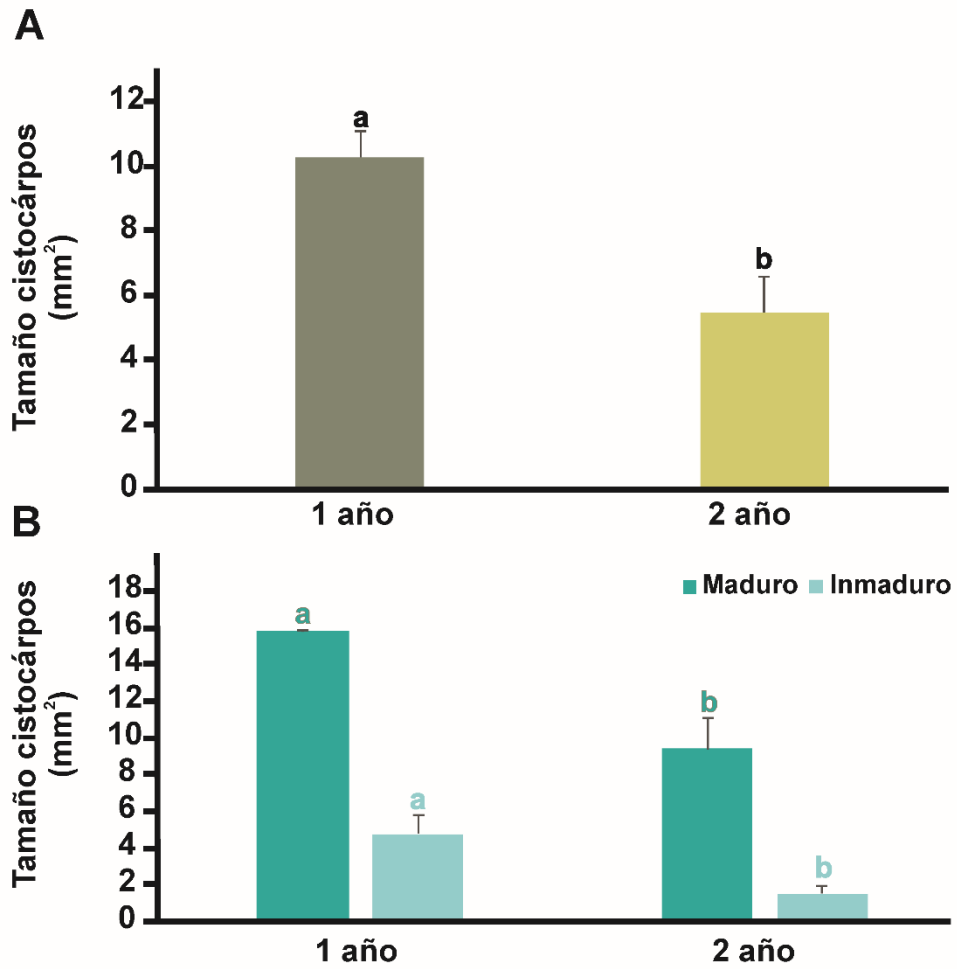 A
Tamaño cistocárpos
(mm²)
12
10
8
6
4
2
0
a
b
1 año
2 año
B
Tamaño cistocárpos
(mm²)
18
16
14
12
10
8
6
4
2
0
Maduro
Inmaduro
a
a
b
b
1 año
2 año